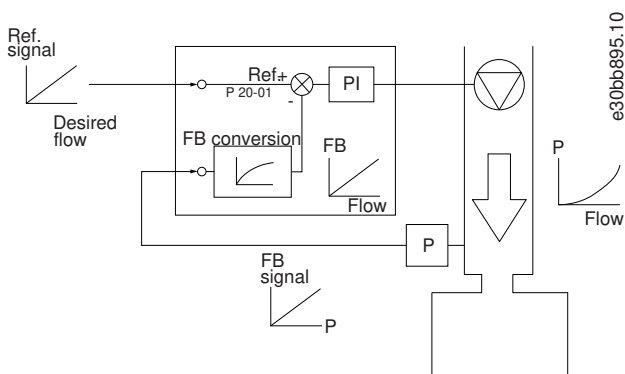 Ref.
signal
Desired
flow
Ref+
P 20-01
-
PI
FB conversion
FB
Flow
P
FB
signal
P
P
Flow
e30bb895.10